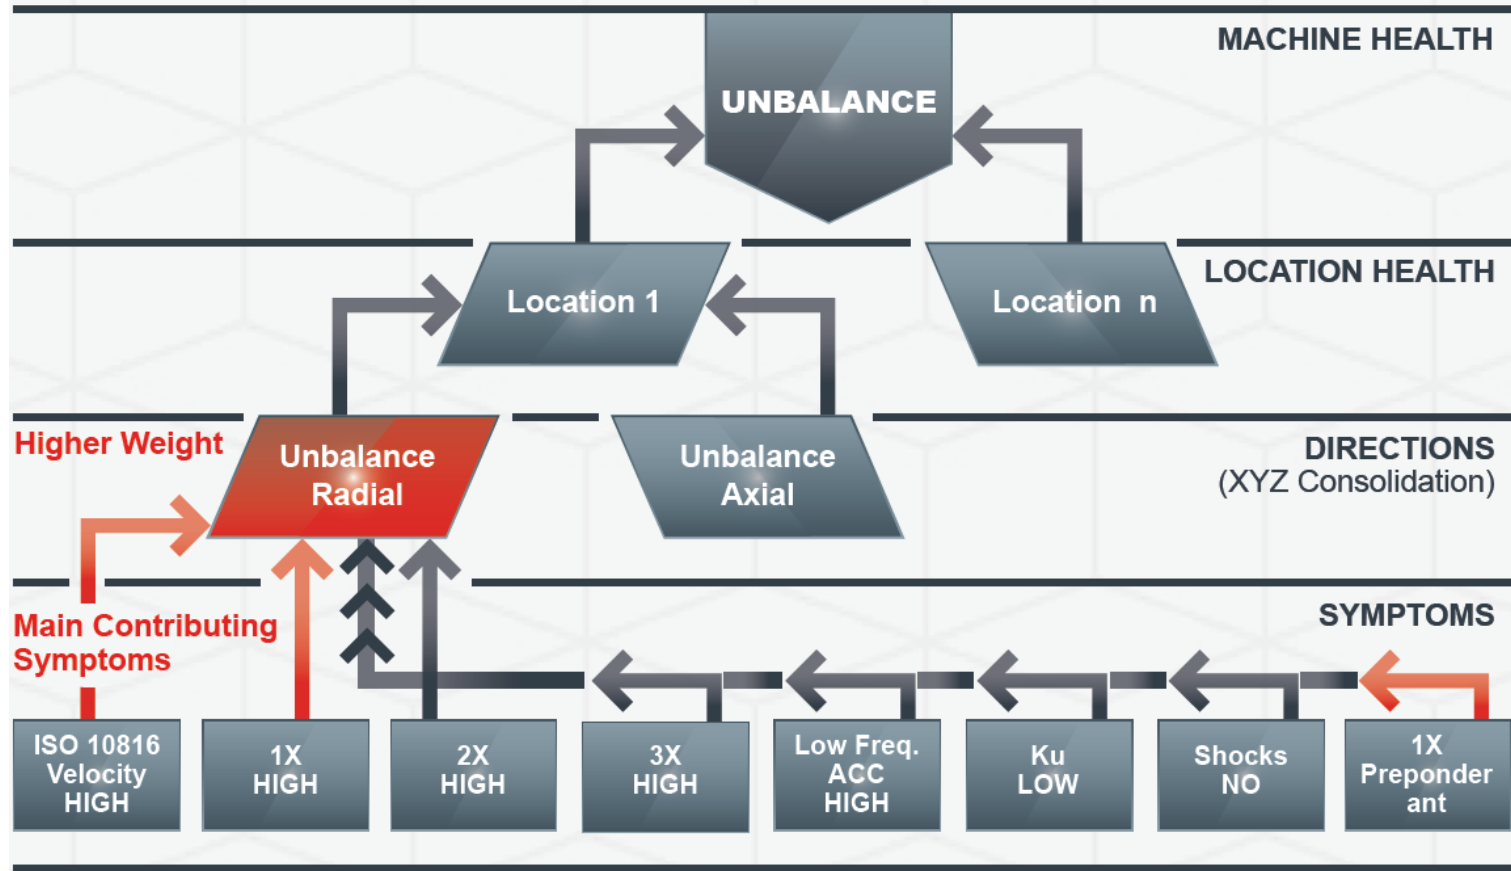 MACHINE HEALTH
UNBALANCE
LOCATION HEALTH
Location 1
Location n
Higher Weight
Unbalance
Radial
Unbalance
Axial
DIRECTIONS
(XYZ Consolidation)
Main Contributing
Symptoms
SYMPTOMS
ISO 10816
Velocity
HIGH
1X
HIGH
2X
HIGH
3X
HIGH
Low Freq.
ACC
HIGH
Ku
LOW
Shocks
NO
1X
Preponder
ant